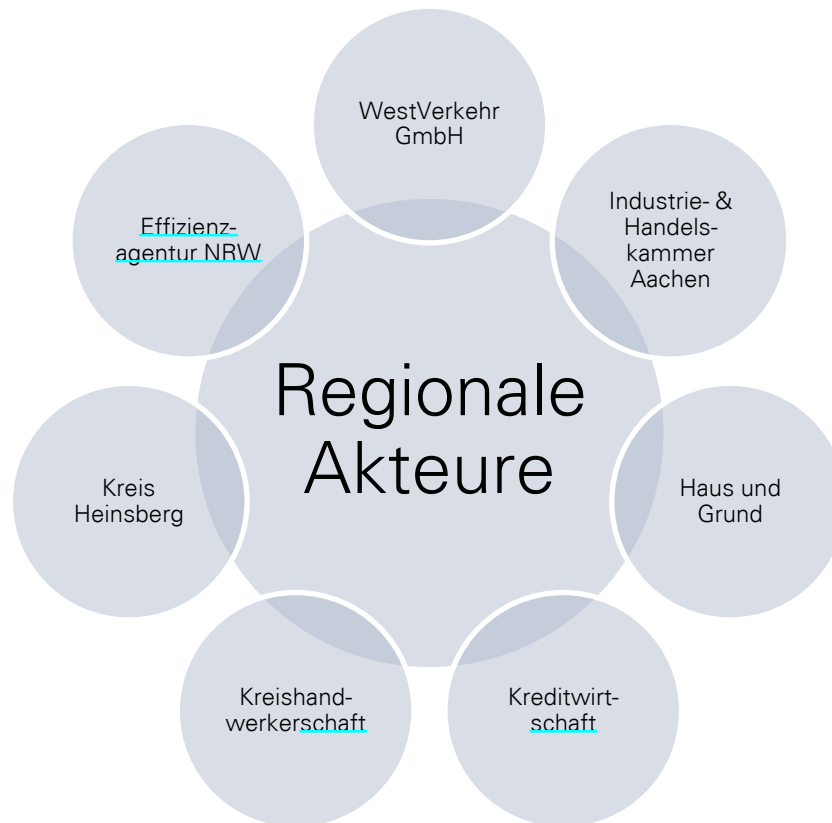 WestVerkehr
GmbH
Industrie- &
Handels-
kammer
Aachen
Haus und
Grund
Kreditwirt-
schaft
Kreishand-
werkerschaft
Kreis
Heinsberg
Effizienz-
agentur NRW
Regionale
Akteure